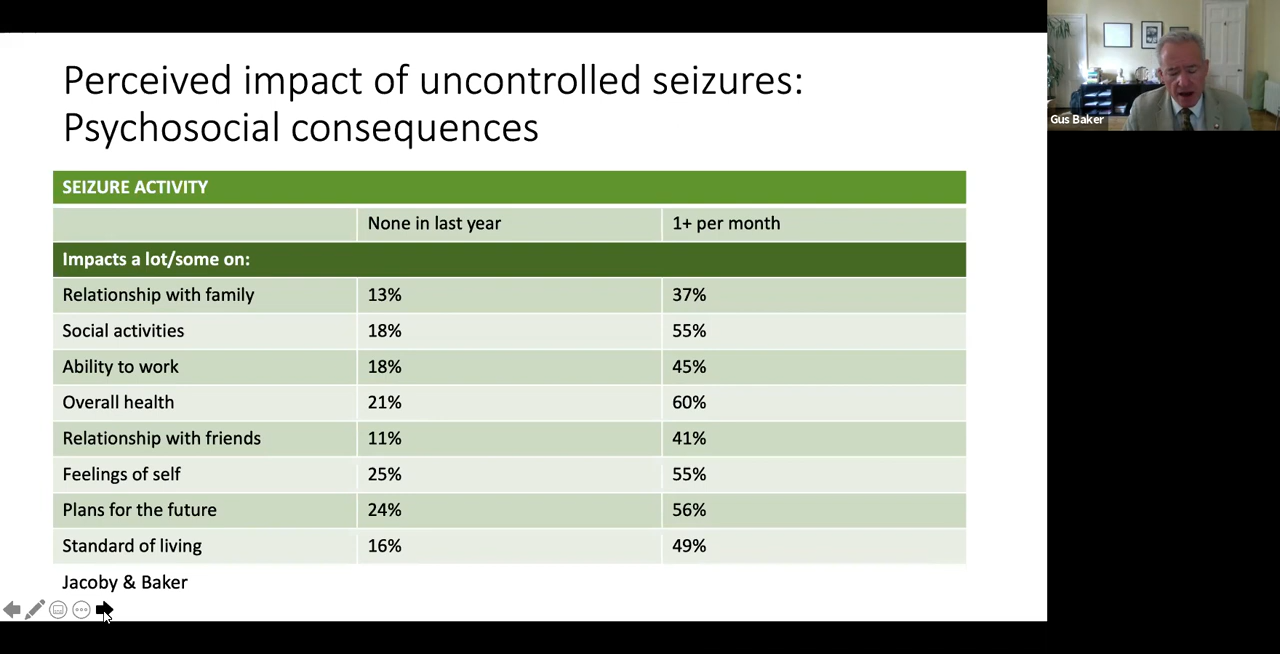 Perceived impact of uncontrolled seizures:
Psychosocial consequences
SEIZURE ACTIVITY
None in last year 1+ per month
Impacts a lot/some on:
Relationship with family 13% 37%
Social activities 18% 55%
Ability to work 18% 45%
Overall health 21% 60%
Relationship with friends 11% 41%
Feelings of self 25% 55%
Plans for the future 24% 56%
Standard of living 16% 49%
Jacoby & Baker
Gus Baker